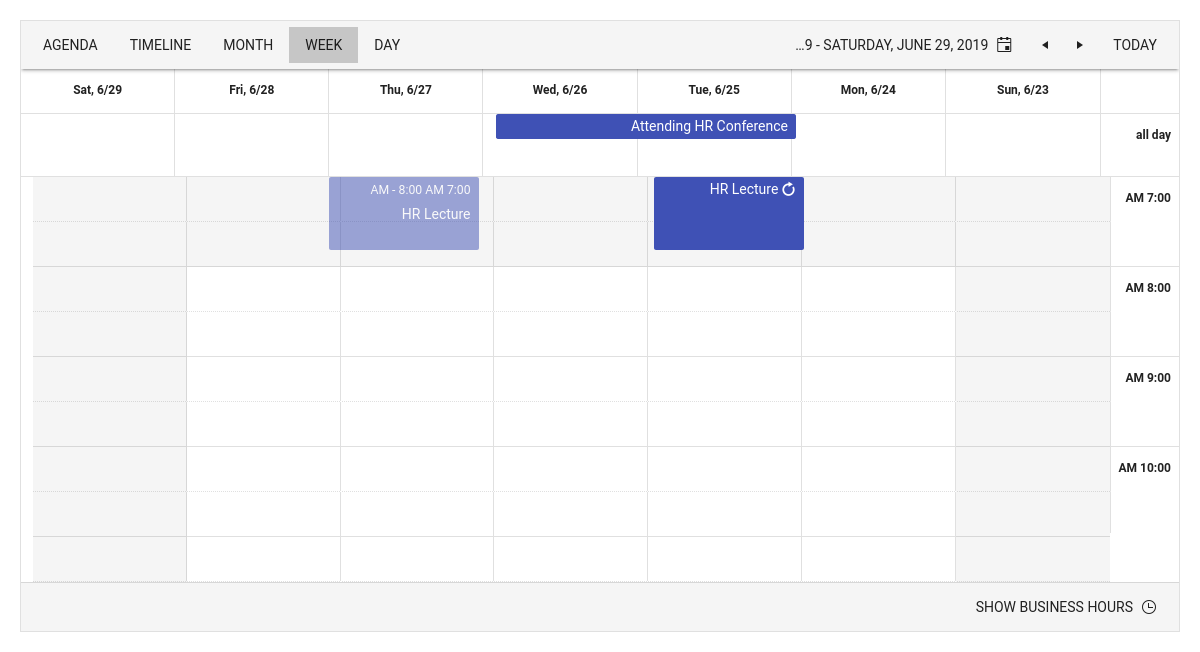 AGENDA TIMELINE MONTH WEEK DAY ...9 - SATURDAY, JUNE 29, 2019 TODAY
Sat, 6/29 Fri, 6/28 Thu, 6/27 Wed, 6/26 Tue, 6/25 Mon, 6/24 Sun, 6/23
Attending HR Conference
all day
AM - 8:00 AM 7:00
HR Lecture
HR Lecture
AM 7:00
AM 8:00
AM 9:00
AM 10:00
SHOW BUSINESS HOURS